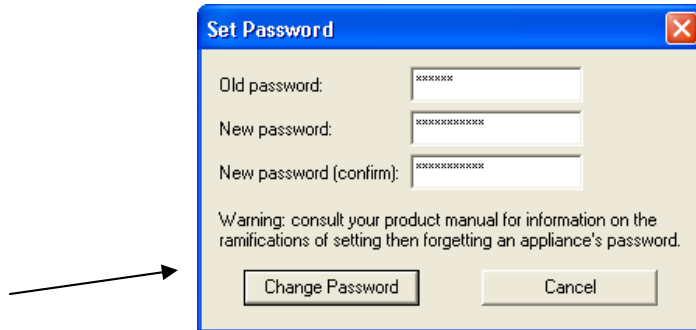 Set Password
Old password: ******
New password: ***********
New password (confirm): ***********
Warning: consult your product manual for information on the
ramifications of setting then forgetting an appliance's password.
Change Password Cancel